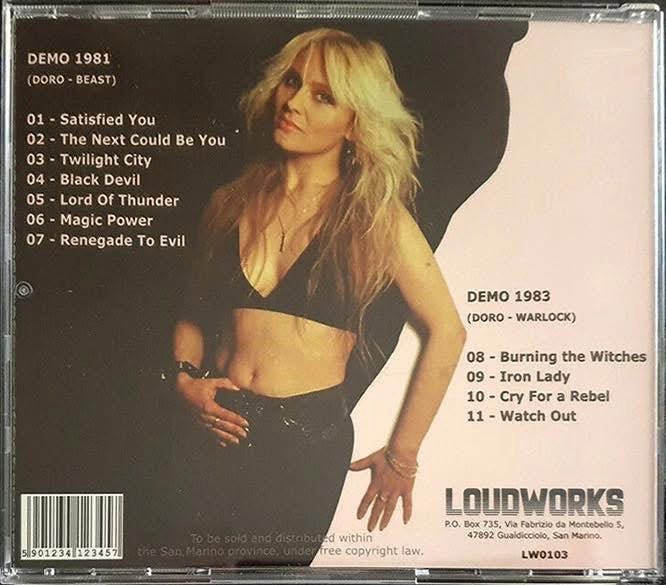 DEMO 1981
(DORO - BEAST)
01 - Satisfied You
02 - The Next Could Be You
03 - Twilight City
04 - Black Devil
05 - Lord Of Thunder
06 - Magic Power
07 - Renegade To Evil
DEMO 1983
(DORO - WARLOCK)
08 - Burning the Witches
09 - Iron Lady
10 - Cry For a Rebel
11 - Watch Out
LOUDWORKS
P.O. Box 735, Via Fabrizio da Montebello 5,
47892 Gualdicciolo, San Marino.
LW0103
5 901234 123457
To be sold and distributed within
the San Marino province, under free copyright law.